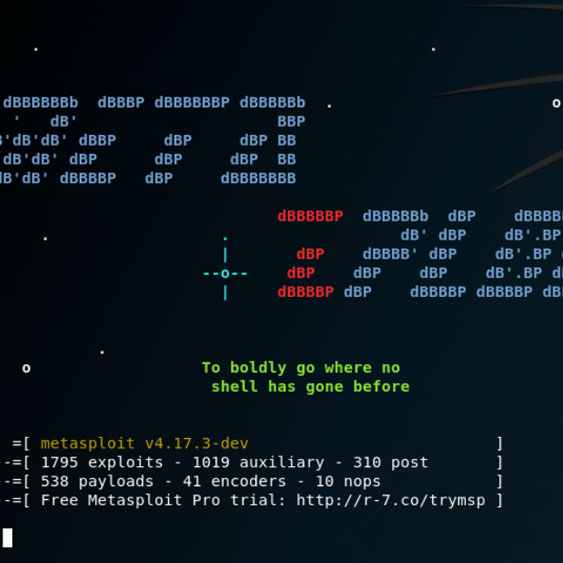 dBBBBBBb  dBBBP dBBBBBBP dBBBBBb  .
'   dB'                     BBP
'dB'dB' dBBP     dBP     dBP BB
dB'dB' dBP      dBP     dBP  BB
dB'dB' dBBBBP   dBP     dBBBBBBB
dBBBBBP  dBBBBBb  dBP    dBBBB
dB' dBP    dB'.BP
dBP    dBBBB' dBP    dB'.BP
--o-- dBP    dBP    dBP    dB'.BP
dBBBBP dBP    dBBBBP dBBBBP
o
To boldly go where no
shell has gone before
=[ metasploit v4.17.3-dev ]
--=[ 1795 exploits - 1019 auxiliary - 310 post ]
--=[ 538 payloads - 41 encoders - 10 nops ]
--=[ Free Metasploit Pro trial: http://r-7.co/trymsp ]